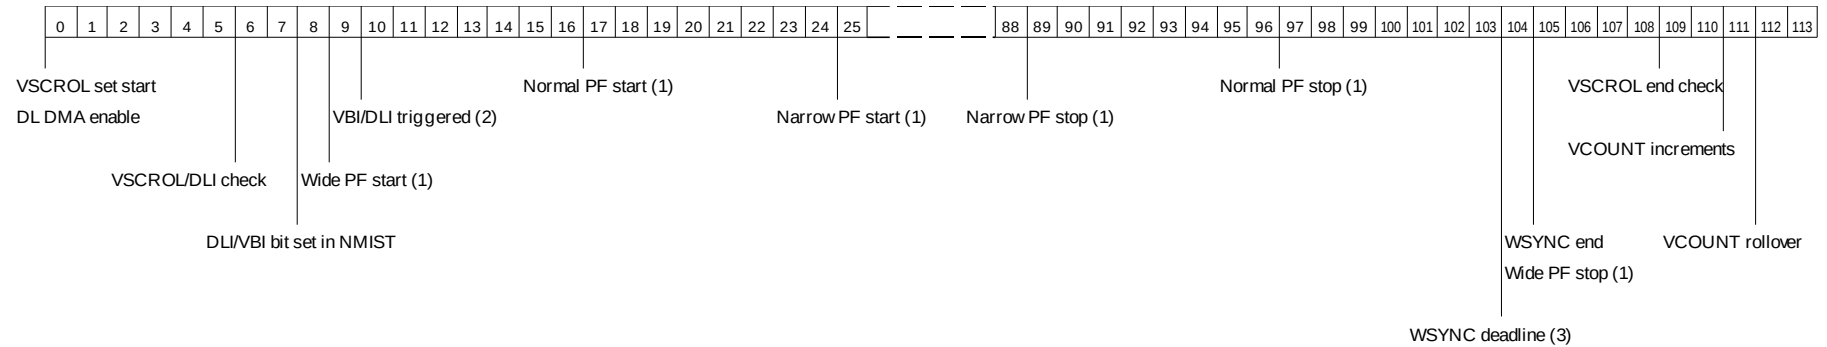 0 1 2 3 4 5 6 7 8 9 10 11 12 13 14 15 16 17 18 19 20 21 22 23 24 25 88 89 90 91 92 93 94 95 96 97 98 99 100 101 102 103 104 105 106 107 108 109 110 111 112 113
VSCROL set start Normal PF start (1) Normal PF stop (1) VSCROL end check
DL DMA enable VBI/DLI triggered (2) Narrow PF start (1) Narrow PF stop (1)
VCOUNT increments
VSCROL/DLI check Wide PF start (1)
DLI/VBI bit set in NMIST WSYNC end VCOUNT rollover
Wide PF stop (1)
WSYNC deadline (3)